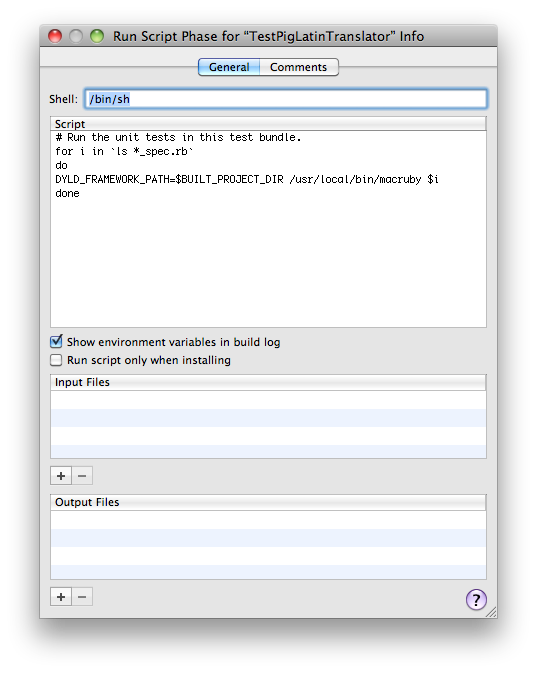 Run Script Phase for “TestPigLatinTranslator” Info
General Comments
Shell: /bin/sh
Script
# Run the unit tests in this test bundle.
for i in `ls *_spec.rb`
do
DYLD_FRAMEWORK_PATH=$BUILT_PROJECT_DIR /usr/local/bin/macruby $i
done
Show environment variables in build log
Run script only when installing
Input Files
+ −
Output Files
+ −
?